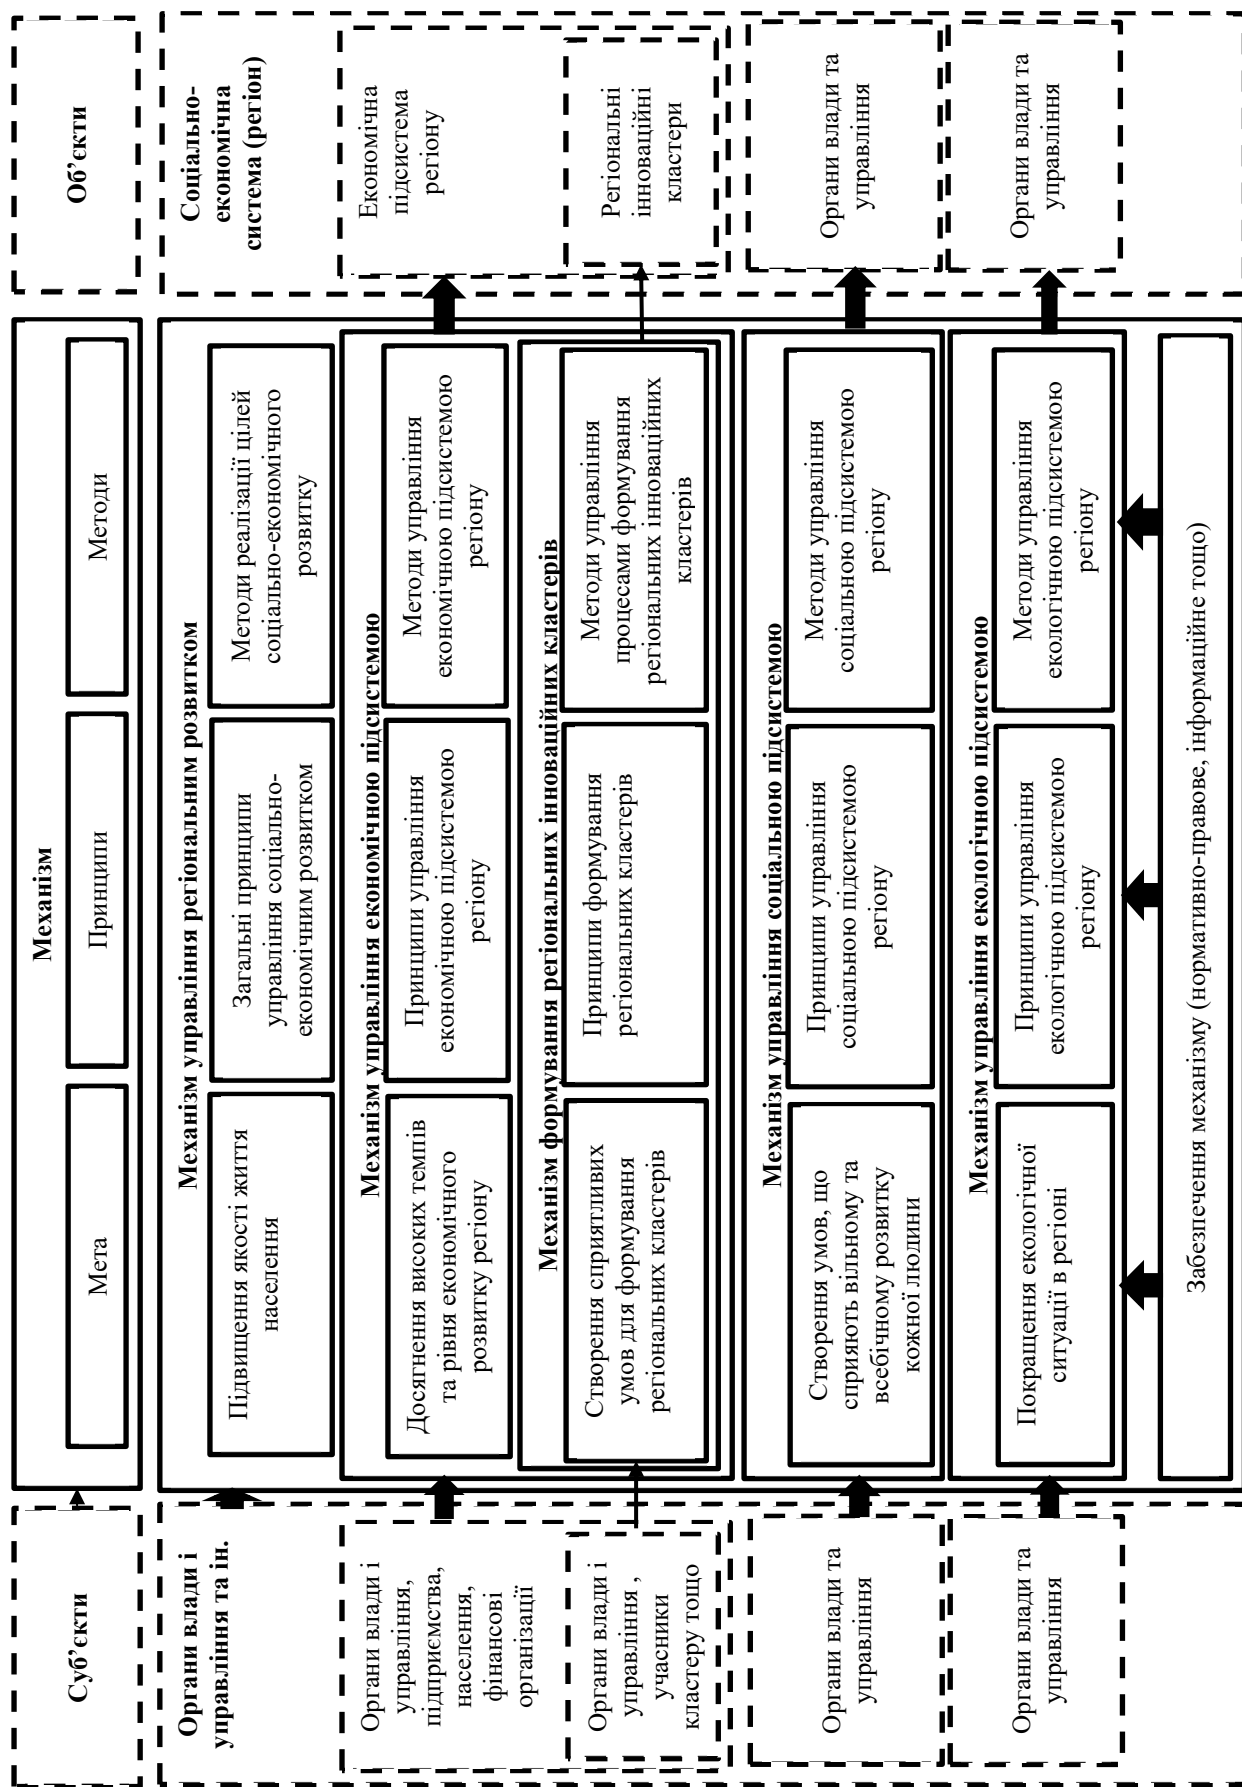 Суб’єкти
Механізм
Мета
Принципи
Методи
Об’єкти
Органи влади і
управління та ін.
Механізм управління регіональним розвитком
Підвищення якості життя
населення
Загальні принципи
управління соціально-
економічним розвитком
Методи реалізації цілей
соціально-економічного
розвитку
Соціально-
економічна
система (регіон)
Органи влади і
управління,
підприємства,
населення,
фінансові
організації
Механізм управління економічною підсистемою
Досягнення високих темпів
та рівня економічного
розвитку регіону
Принципи управління
економічною підсистемою
регіону
Методи управління
економічною підсистемою
регіону
Економічна
підсистема
регіону
Органи влади і
управління ,
учасники
кластеру тощо
Механізм формування регіональних інноваційних кластерів
Створення сприятливих
умов для формування
регіональних кластерів
Принципи формування
регіональних кластерів
Методи управління
процесами формування
регіональних інноваційних
кластерів
Регіональні
інноваційні
кластери
Органи влади та
управління
Механізм управління соціальною підсистемою
Створення умов, що
сприяють вільному та
всебічному розвитку
кожної людини
Принципи управління
соціальною підсистемою
регіону
Методи управління
соціальною підсистемою
регіону
Органи влади та
управління
Органи влади та
управління
Механізм управління екологічною підсистемою
Покращення екологічної
ситуації в регіоні
Принципи управління
екологічною підсистемою
регіону
Методи управління
екологічною підсистемою
регіону
Органи влади та
управління
Забезпечення механізму (нормативно-правове, інформаційне тощо)